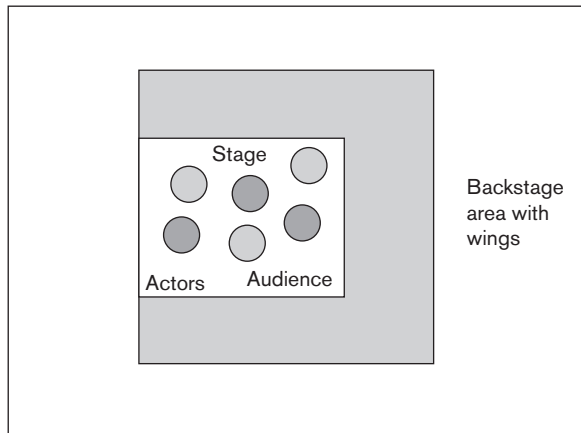 Stage
Actors
Audience
Backstage
area with
wings